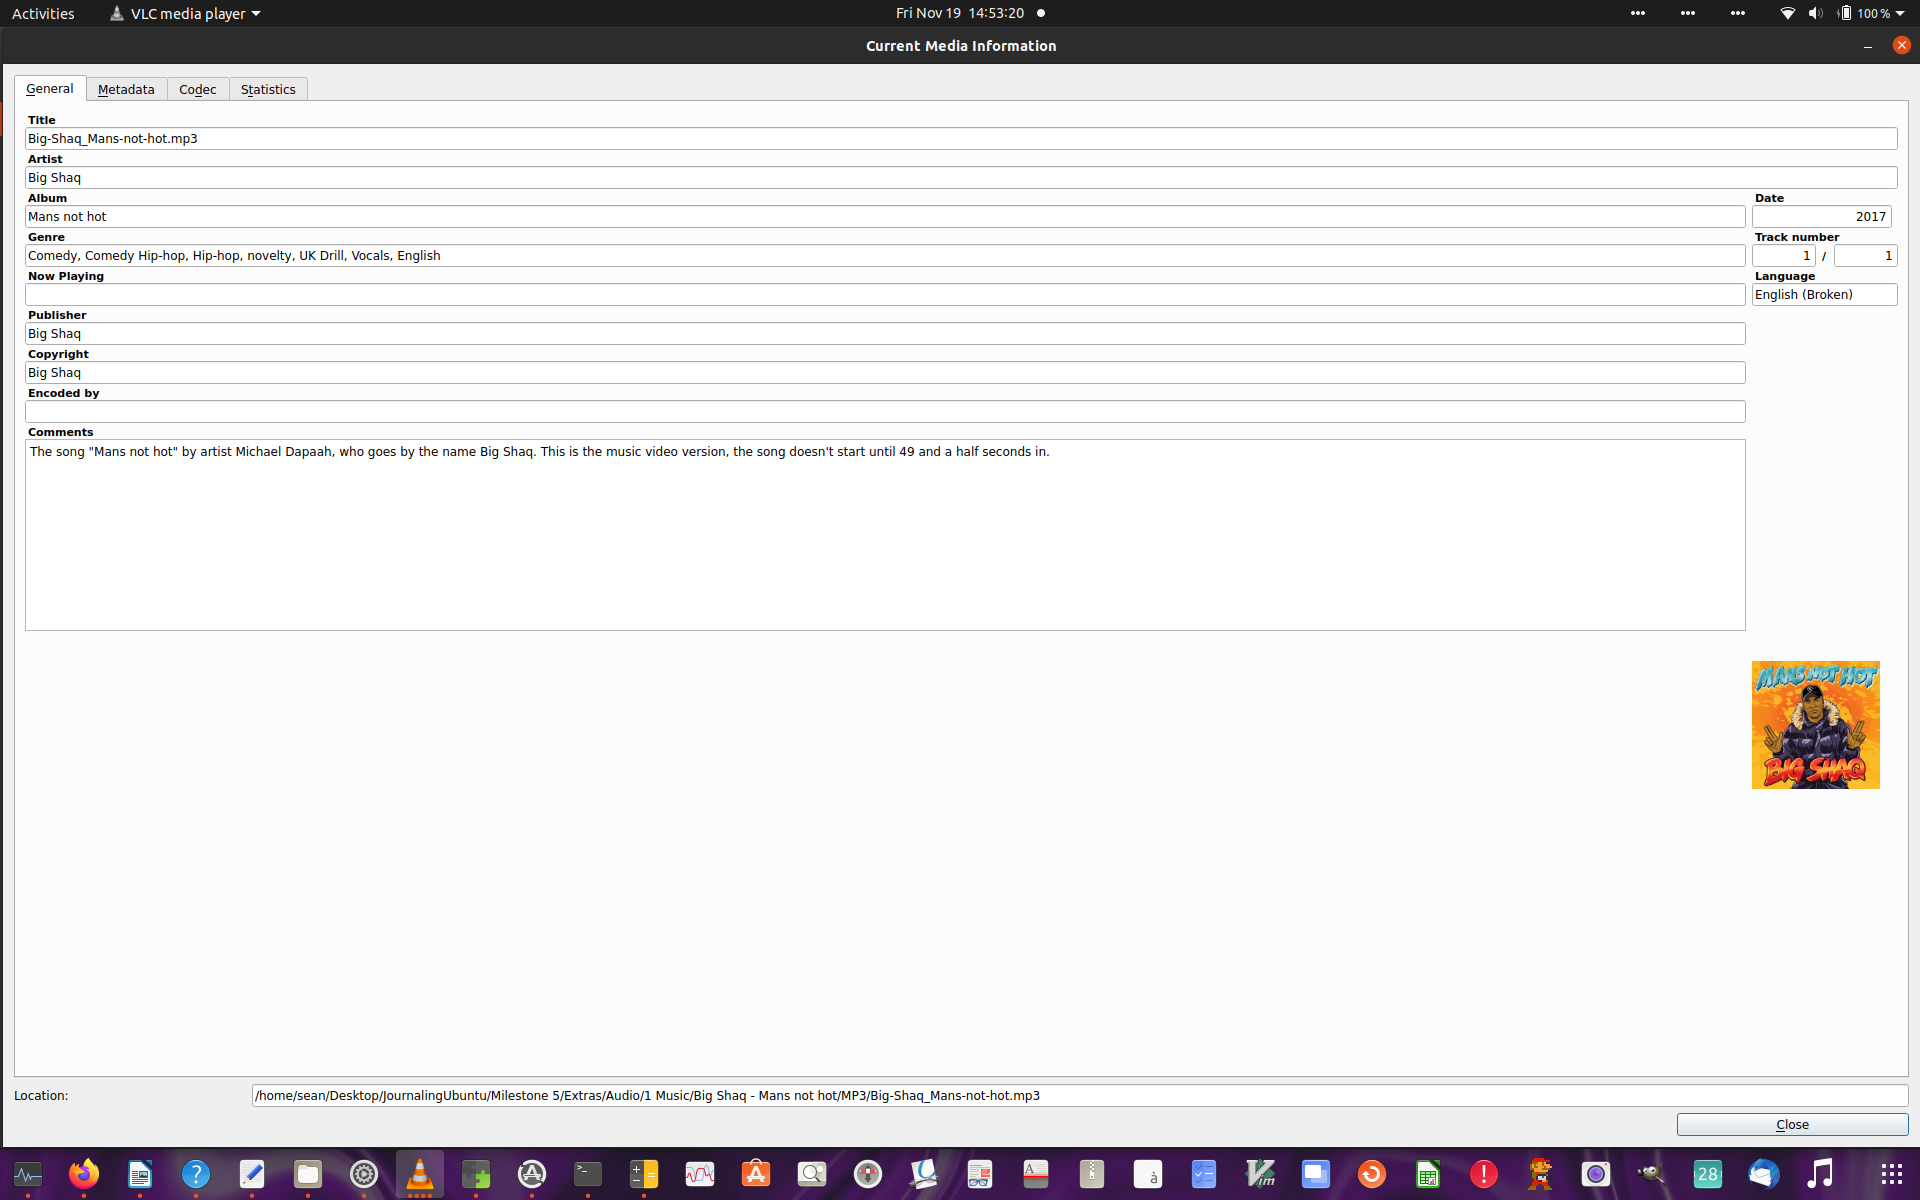 Activities
VLC media player
Fri Nov 19 14:53:20
100 %
Current Media Information
General
Metadata
Codec
Statistics
Title
Big-Shaq_Mans-not-hot.mp3
Artist
Big Shaq
Album
Date
Mans not hot
2017
Genre
Track number
Comedy, Comedy Hip-hop, Hip-hop, novelty, UK Drill, Vocals, English
1 / 1
Now Playing
Language
English (Broken)
Publisher
Big Shaq
Copyright
Big Shaq
Encoded by
Comments
The song "Mans not hot" by artist Michael Dapaah, who goes by the name Big Shaq. This is the music video version, the song doesn't start until 49 and a half seconds in.
MANS NOT HOT
BIG SHAQ
Location:
/home/sean/Desktop/JournalingUbuntu/Milestone 5/Extras/Audio/1 Music/Big Shaq - Mans not hot/MP3/Big-Shaq_Mans-not-hot.mp3
Close
28